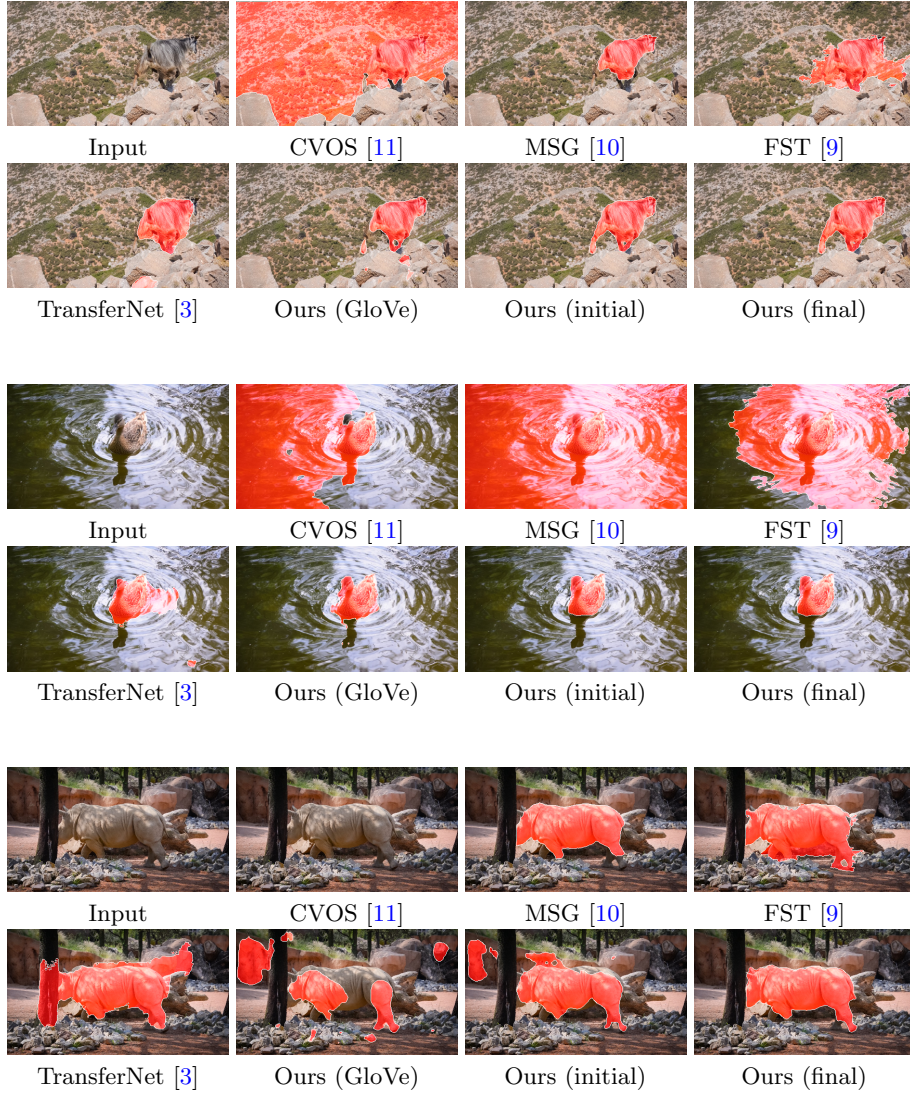 Input CVOS [11] MSG [10] FST [9]
TransferNet [3] Ours (GloVe) Ours (initial) Ours (final)
Input CVOS [11] MSG [10] FST [9]
TransferNet [3] Ours (GloVe) Ours (initial) Ours (final)
Input CVOS [11] MSG [10] FST [9]
TransferNet [3] Ours (GloVe) Ours (initial) Ours (final)